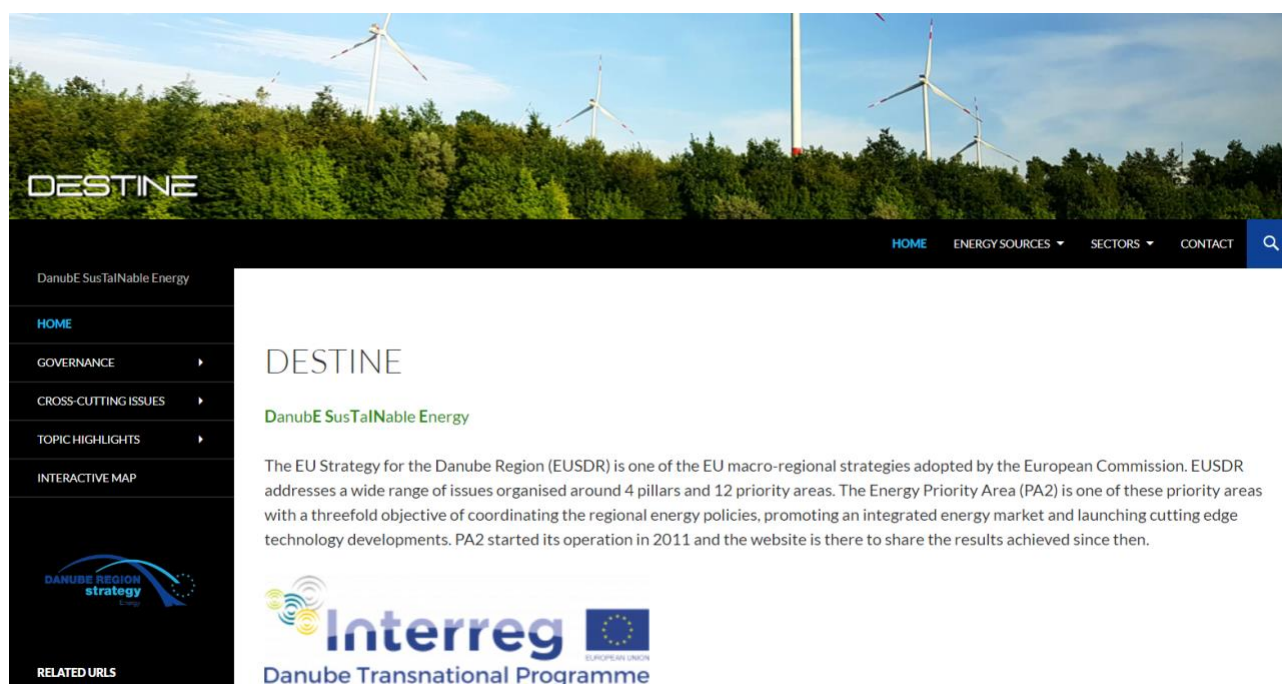 DESTINE
HOME
ENERGY SOURCES
SECTORS
CONTACT
DanubE SusTaINable Energy
HOME
GOVERNANCE
CROSS-CUTTING ISSUES
TOPIC HIGHLIGHTS
INTERACTIVE MAP
DANUBE REGION
strategy
Energy
RELATED URLS
DESTINE
DanubE SusTaINable Energy
The EU Strategy for the Danube Region (EUSDR) is one of the EU macro-regional strategies adopted by the European Commission. EUSDR
addresses a wide range of issues organised around 4 pillars and 12 priority areas. The Energy Priority Area (PA2) is one of these priority areas
with a threefold objective of coordinating the regional energy policies, promoting an integrated energy market and launching cutting edge
technology developments. PA2 started its operation in 2011 and the website is there to share the results achieved since then.
Interreg
EUROPEAN UNION
Danube Transnational Programme